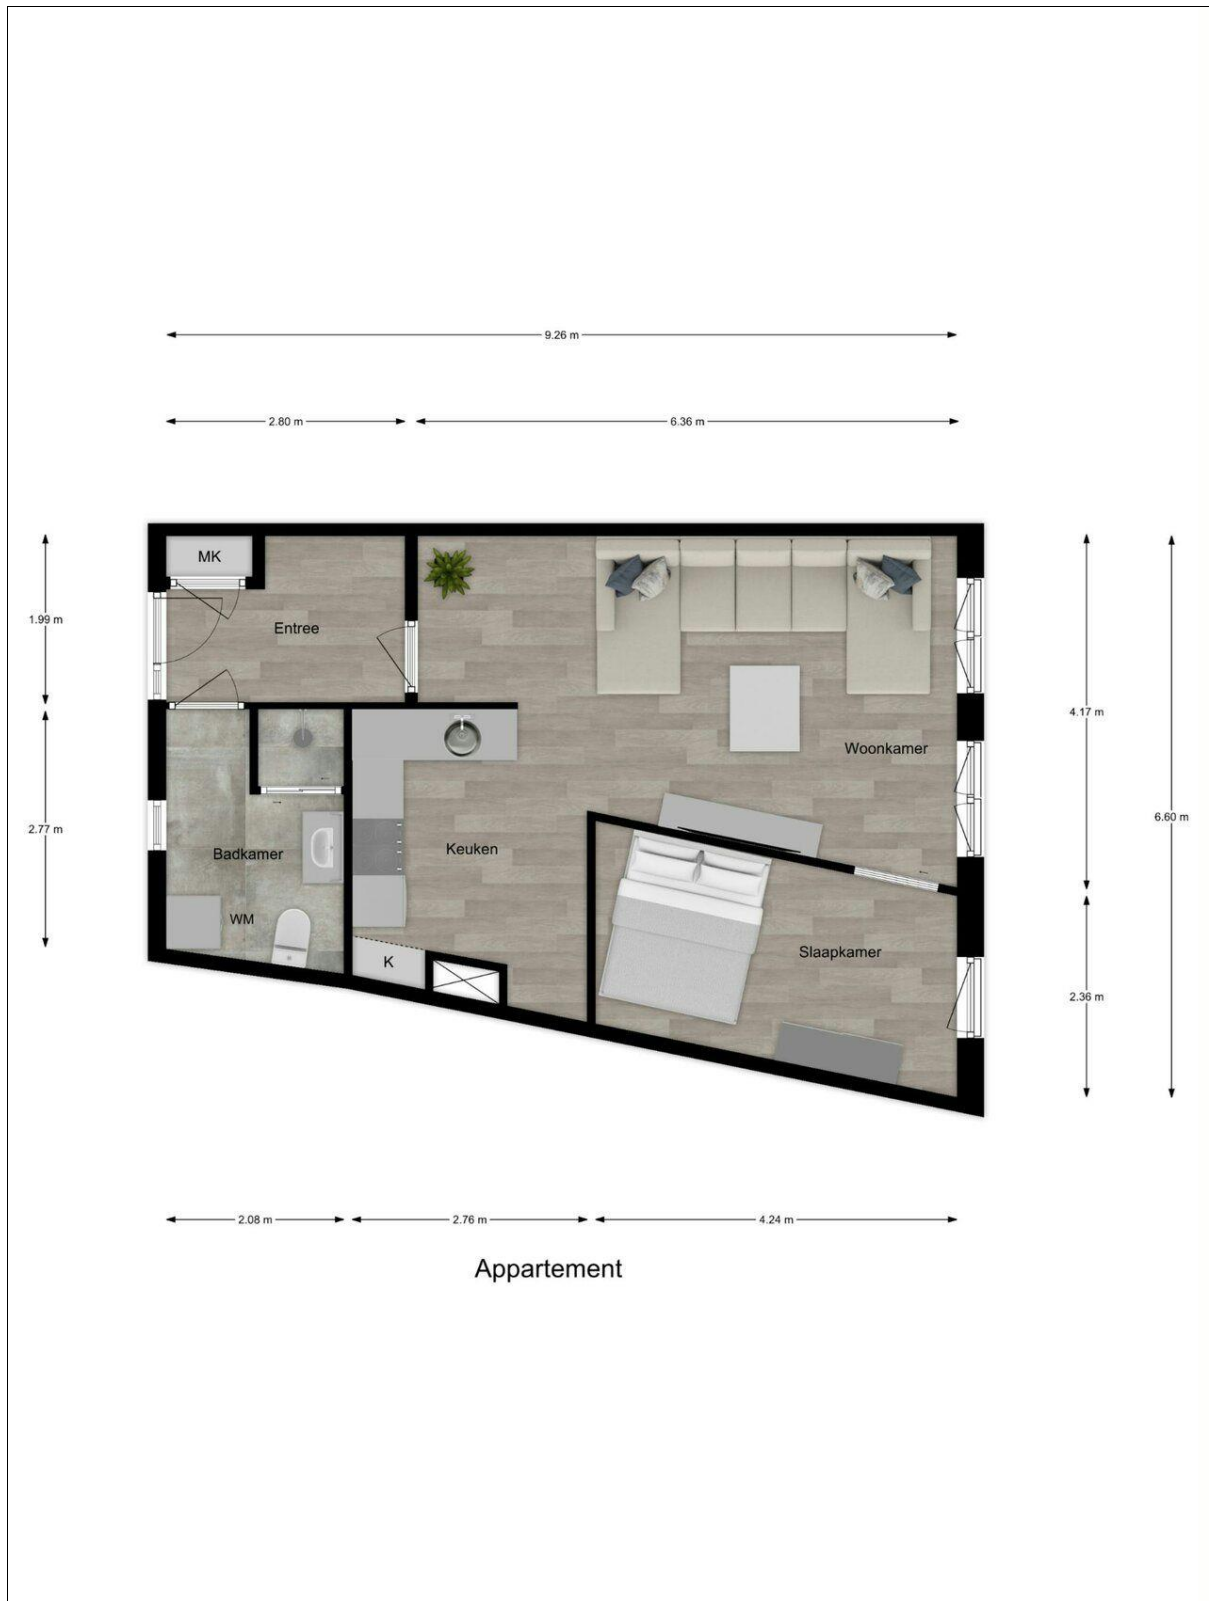 9.26 m
2.80 m
6.36 m
MK
1.99 m
Entree
4.17 m
Woonkamer
6.60 m
2.77 m
Keuken
Badkamer
WM
Slaapkamer
K
2.36 m
2.08 m
2.76 m
4.24 m
Appartement